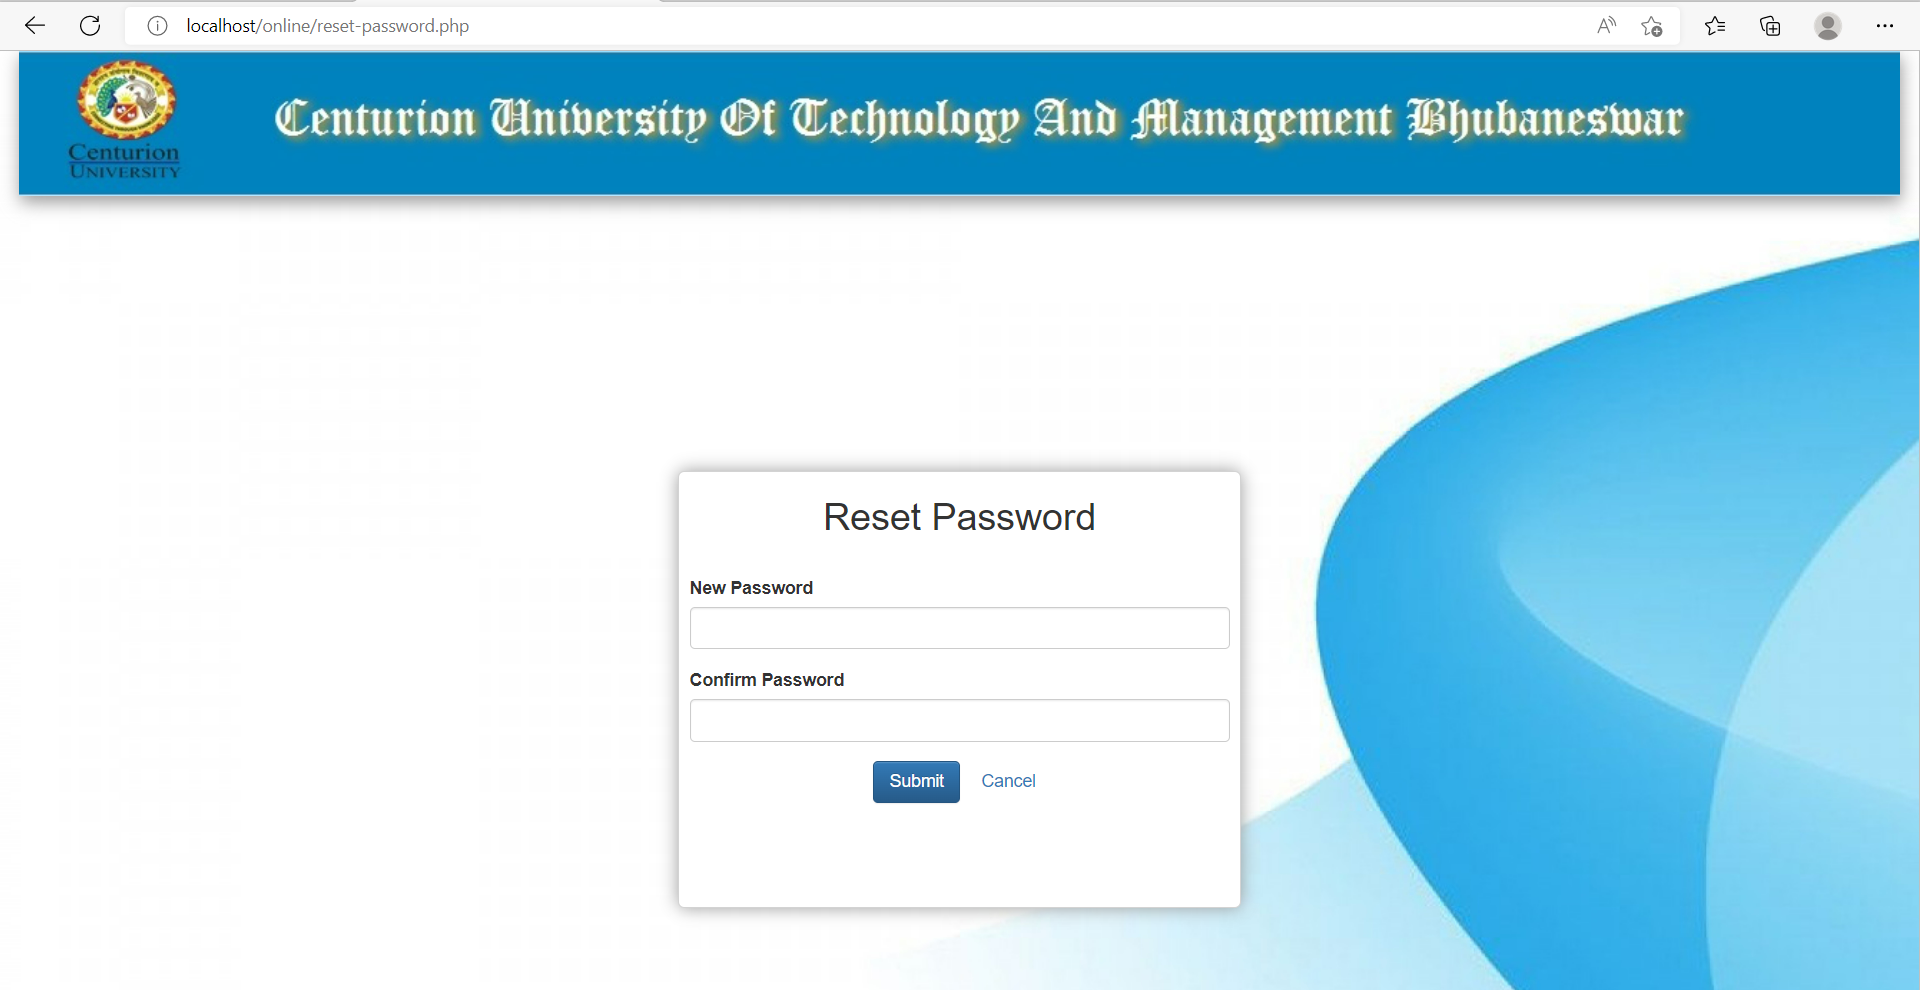 localhost/online/reset-password.php
Centurion
UNIVERSITY
Centurion University Of Technology And Management Bhubaneswar
Reset Password
New Password
Confirm Password
Submit Cancel